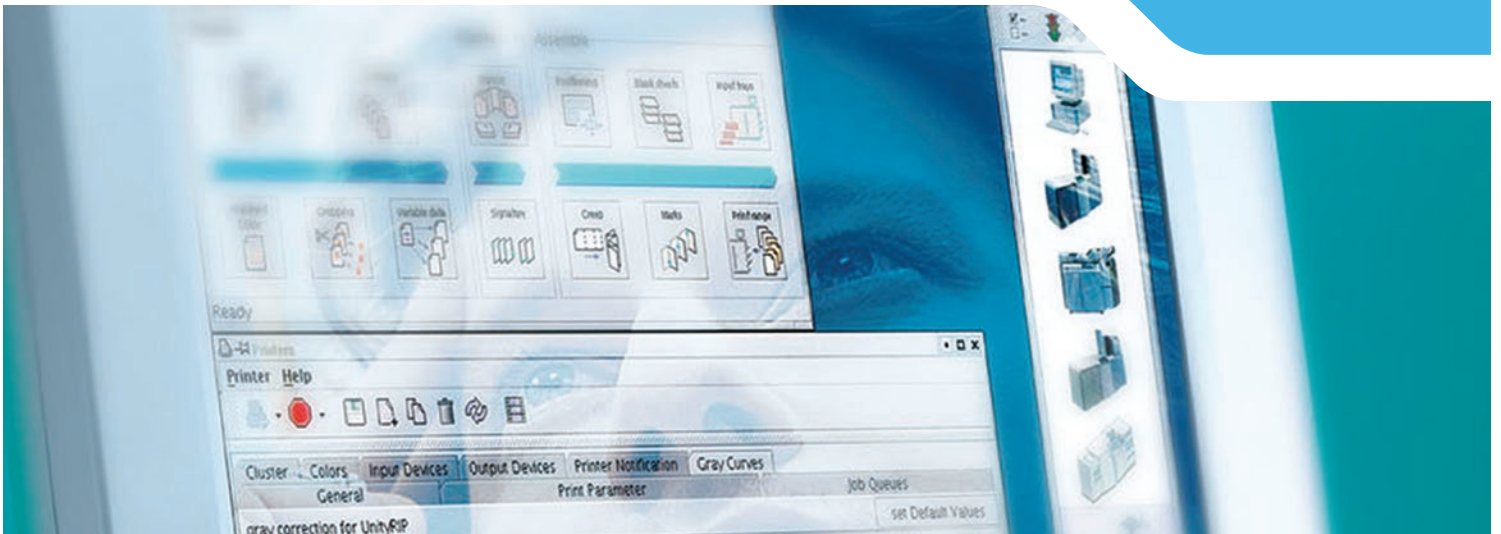 Assemble
Positioning
Blank sheets
Input trays
Cropping
Variable data
Signature
Creep
Marks
Print range
Ready
Printers
Printer Help
Cluster
Colors
Input Devices
Output Devices
Printer Notification
Gray Curves
General
Print Parameter
Job Queues
set Default Values
gray correction for UnityRIP